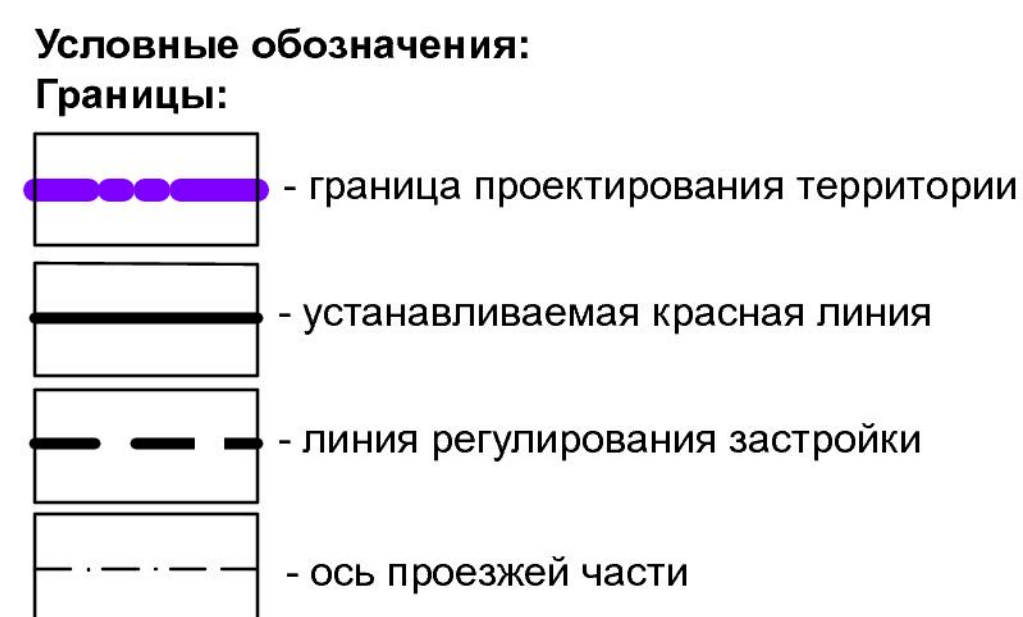 Условные обозначения:
Границы:
- граница проектирования территории
- устанавливаемая красная линия
- линия регулирования застройки
- ось проезжей части